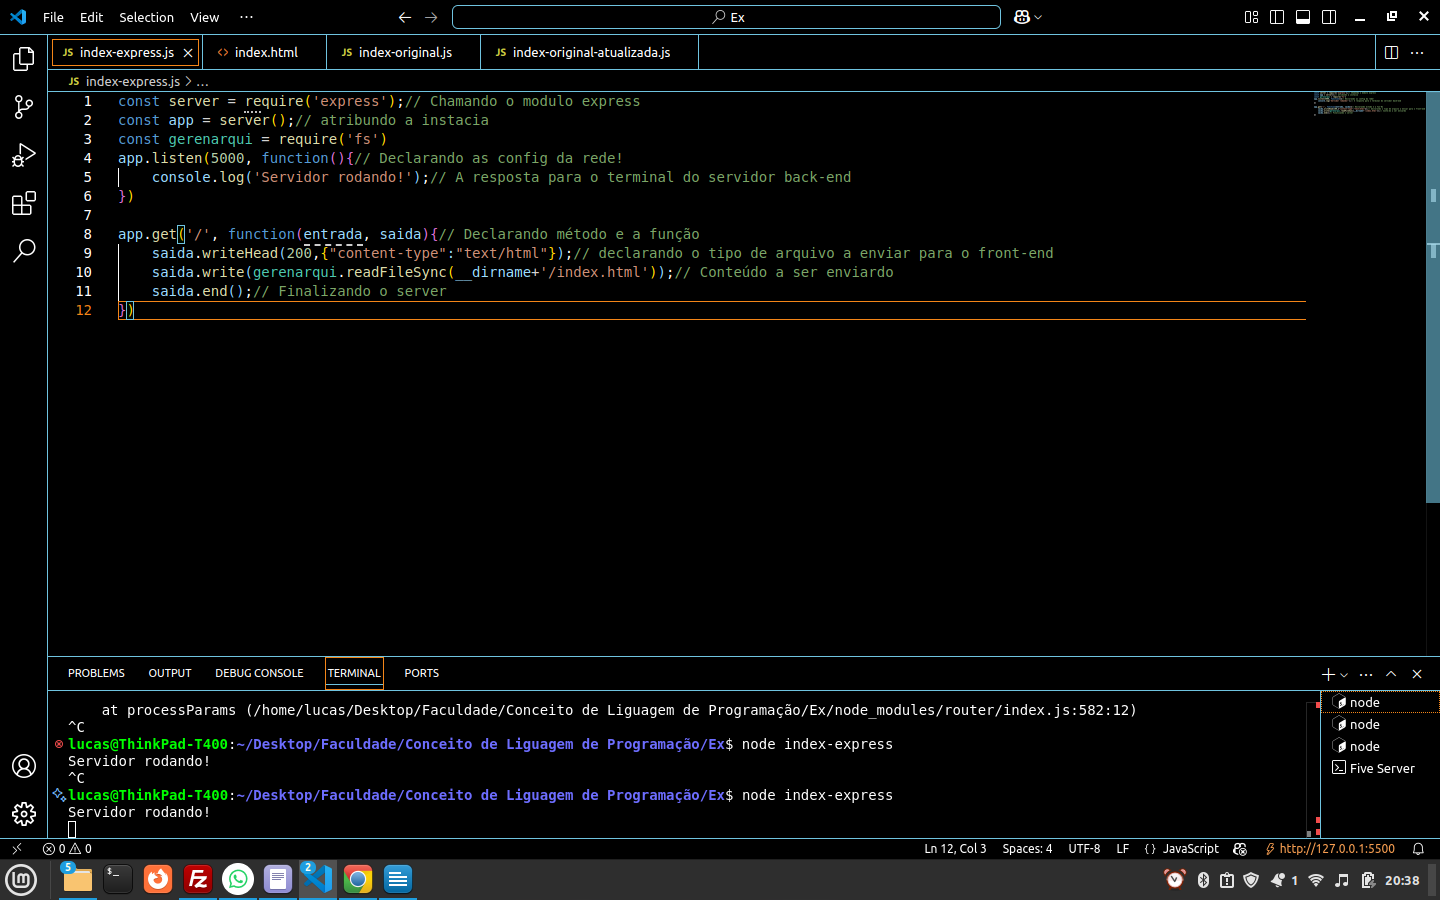 File Edit Selection View ··· Ex
JS index-express.js index.html JS index-original.js JS index-original-atualizada.js
JS index-express.js > ...
1 const server = require('express');// Chamando o modulo express
2 const app = server();// atribundo a instacia
3 const gerenarqui = require('fs')
4 app.listen(5000, function(){// Declarando as config da rede!
5 console.log('Servidor rodando!');// A resposta para o terminal do servidor back-end
6 })
7
8 app.get('/', function(entrada, saida){// Declarando método e a função
9 saida.writeHead(200,{"content-type":"text/html"});// declarando o tipo de arquivo a enviar para o front-end
10 saida.write(gerenarqui.readFileSync(__dirname+'/index.html'));// Conteúdo a ser enviardo
11 saida.end();// Finalizando o server
12 })
PROBLEMS OUTPUT DEBUG CONSOLE TERMINAL PORTS
at processParams (/home/lucas/Desktop/Faculdade/Conceito de Liguagem de Programação/Ex/node_modules/router/index.js:582:12)
^C
lucas@ThinkPad-T400:~/Desktop/Faculdade/Conceito de Liguagem de Programação/Ex$ node index-express
Servidor rodando!
^C
lucas@ThinkPad-T400:~/Desktop/Faculdade/Conceito de Liguagem de Programação/Ex$ node index-express
Servidor rodando!
node
node
node
Five Server
0 0 Ln 12, Col 3 Spaces: 4 UTF-8 LF { } JavaScript http://127.0.0.1:5500
5 $_ Fz 2 1 20:38